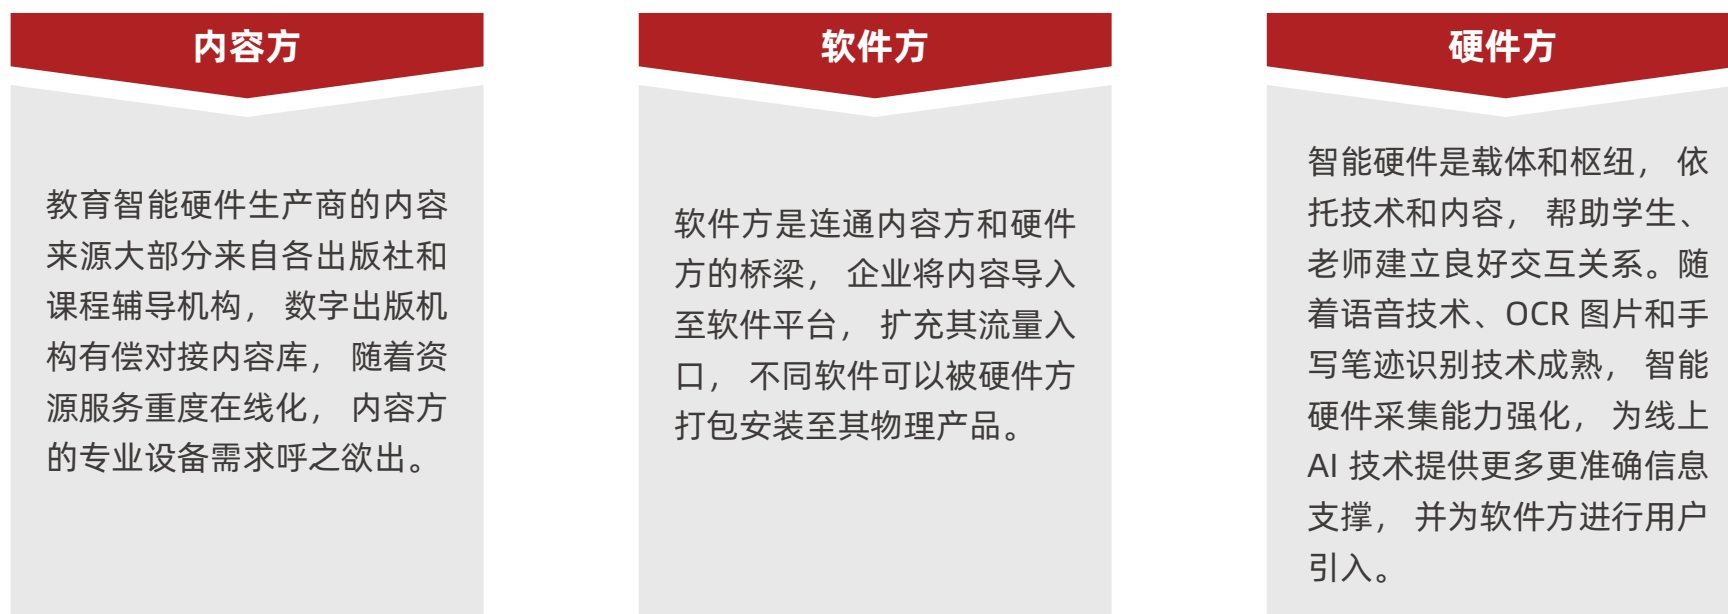 内容方
教育智能硬件生产商的内容
来源大部分来自各出版社和
课程辅导机构， 数字出版机
构有偿对接内容库， 随着资
源服务重度在线化， 内容方
的专业设备需求呼之欲出。
软件方
软件方是连通内容方和硬件
方的桥梁， 企业将内容导入
至软件平台， 扩充其流量入
口， 不同软件可以被硬件方
打包安装至其物理产品。
硬件方
智能硬件是载体和枢纽， 依
托技术和内容， 帮助学生、
老师建立良好交互关系。随
着语音技术、OCR 图片和手
写笔迹识别技术成熟， 智能
硬件采集能力强化， 为线上
AI 技术提供更多更准确信息
支撑， 并为软件方进行用户
引入。